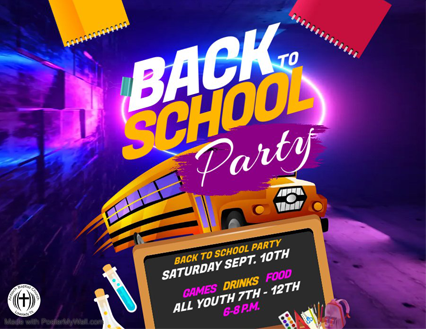 BACK TO
SCHOOL
Party
BACK TO SCHOOL PARTY
SATURDAY SEPT. 10TH
GAMES DRINKS FOOD
ALL YOUTH 7TH - 12TH
6-8 P.M.
Made with PosterMyWall.com